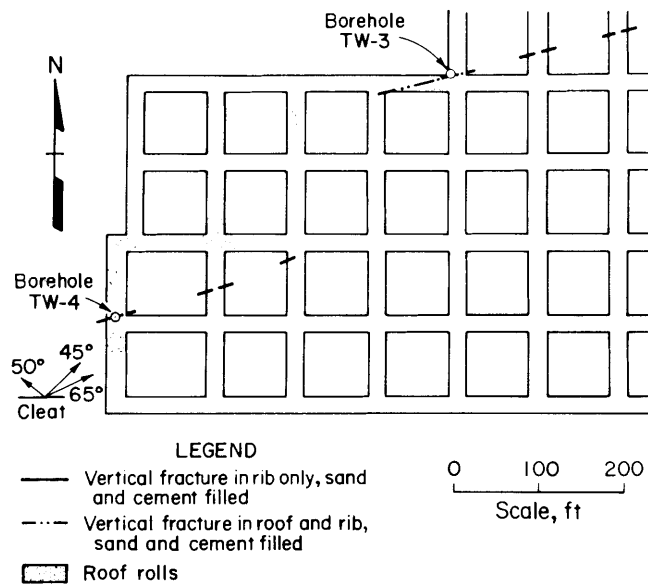 Borehole
TW-3
N
Borehole
TW-4
50°
45°
65°
Cleat
LEGEND
Vertical fracture in rib only, sand
and cement filled
Vertical fracture in roof and rib,
sand and cement filled
Roof rolls
0 100 200
Scale, ft